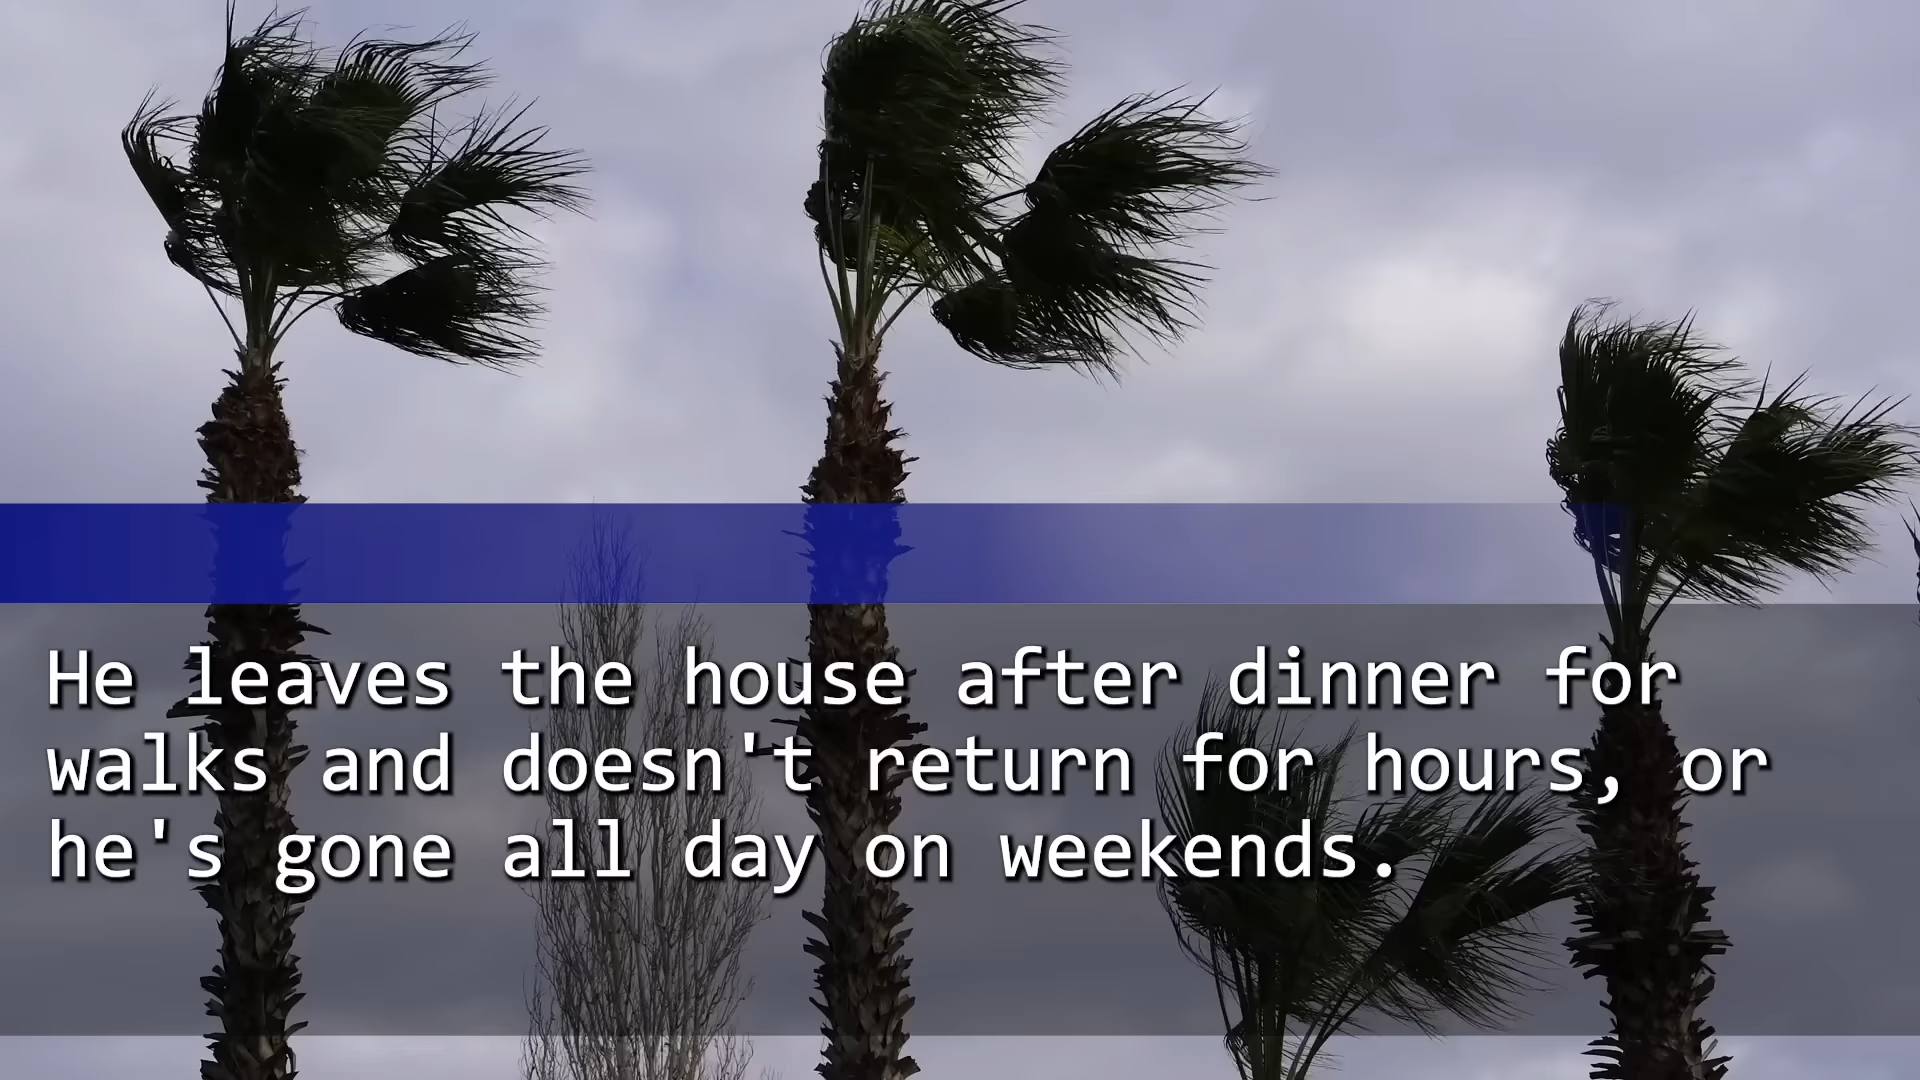 He leaves the house after dinner for
walks and doesn't return for hours, or
he's gone all day on weekends.